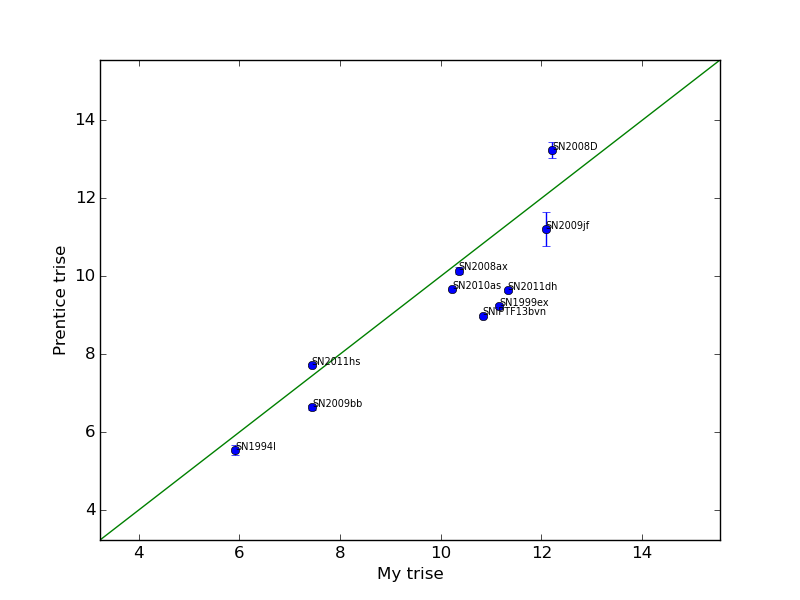 14
12
10
8
6
4
Prentice trise
SN2008D
SN2009jf
SN2008ax
SN2010as
SN2011dh
SN1999ex
SNiPTF13bvn
SN2011hs
SN2009bb
SN1994I
4 6 8 10 12 14
My trise